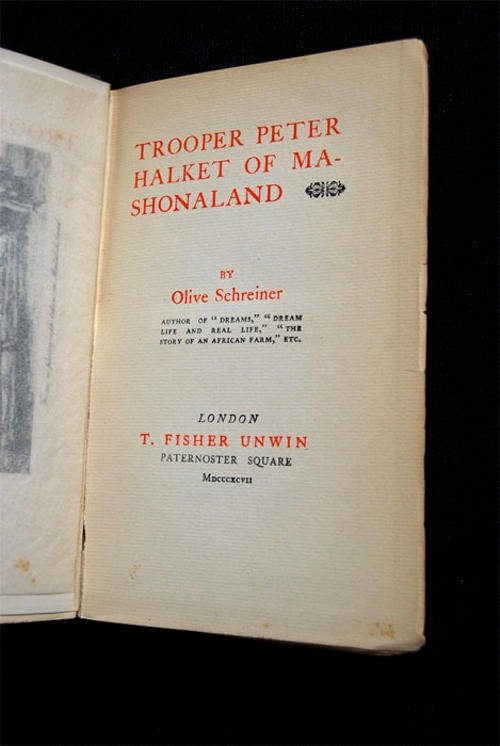 TROOPER PETER
HALKET OF MA-
SHONALAND
BY
Olive Schreiner
AUTHOR OF "DREAMS," "DREAM
LIFE AND REAL LIFE," "THE
STORY OF AN AFRICAN FARM," ETC.
LONDON
T. FISHER UNWIN
PATERNOSTER SQUARE
MDCCCXCVII